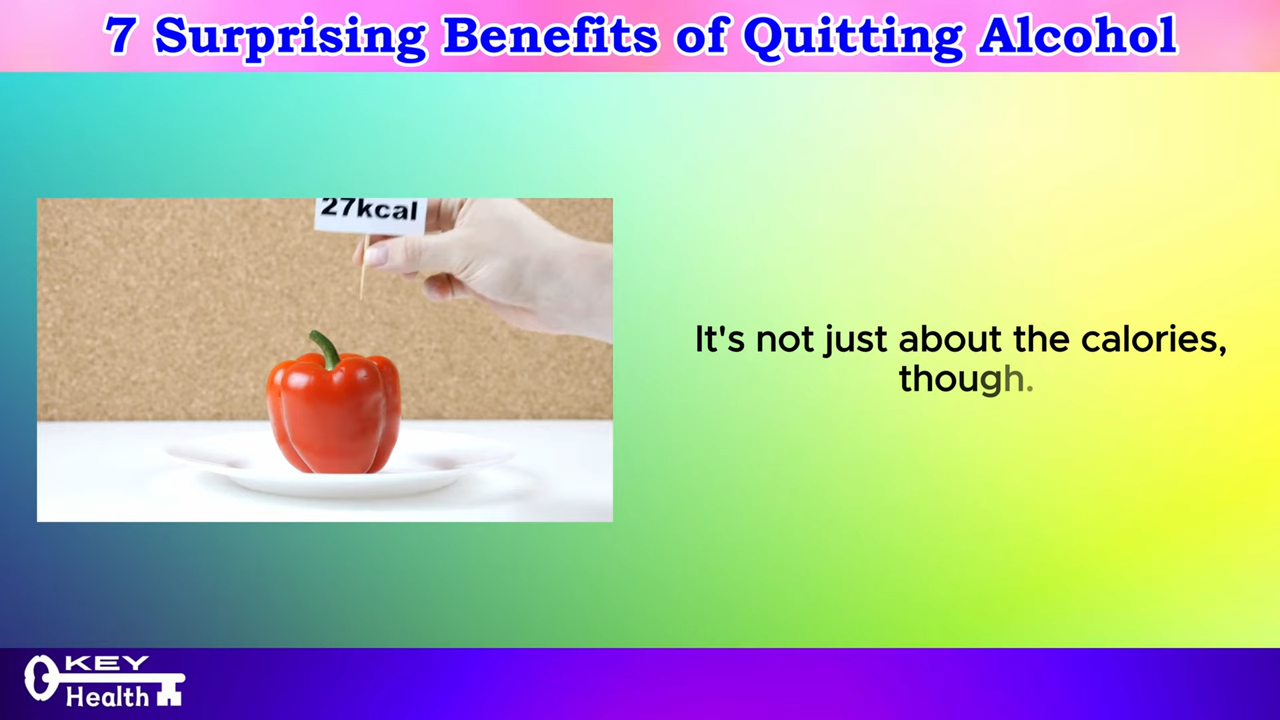 7 Surprising Benefits of Quitting Alcohol
27kcal
It's not just about the calories,
though.
KEY
Health